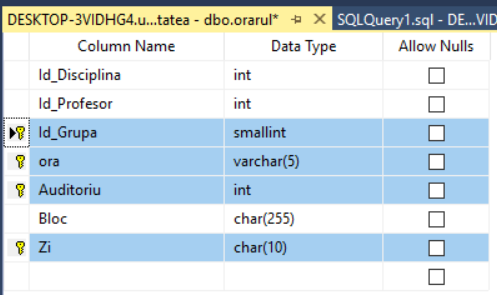 DESKTOP-3VIDHG4.u...tatea - dbo.orarul* SQLQuery1.sql - DE...VID
Column Name Data Type Allow Nulls
Id_Disciplina int
Id_Profesor int
Id_Grupa smallint
ora varchar(5)
Auditoriu int
Bloc char(255)
Zi char(10)